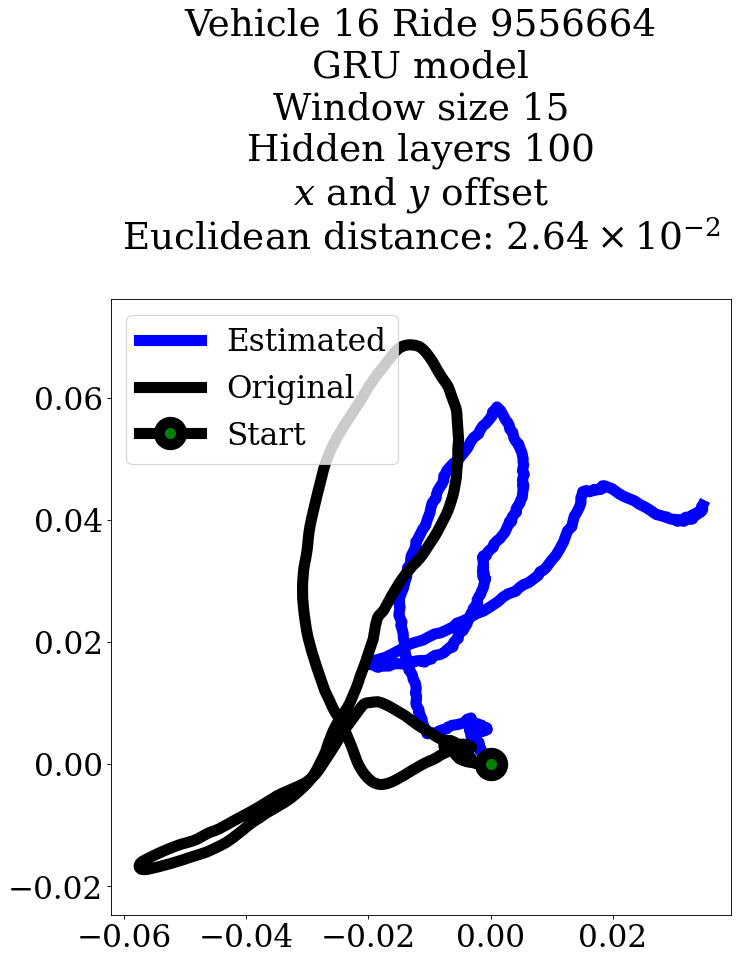 Vehicle 16 Ride 9556664
GRU model
Window size 15
Hidden layers 100
x and y offset
Euclidean distance: 2.64 × 10⁻²
Estimated
Original
Start
0.06
0.04
0.02
0.00
−0.02
−0.06 −0.04 −0.02 0.00 0.02